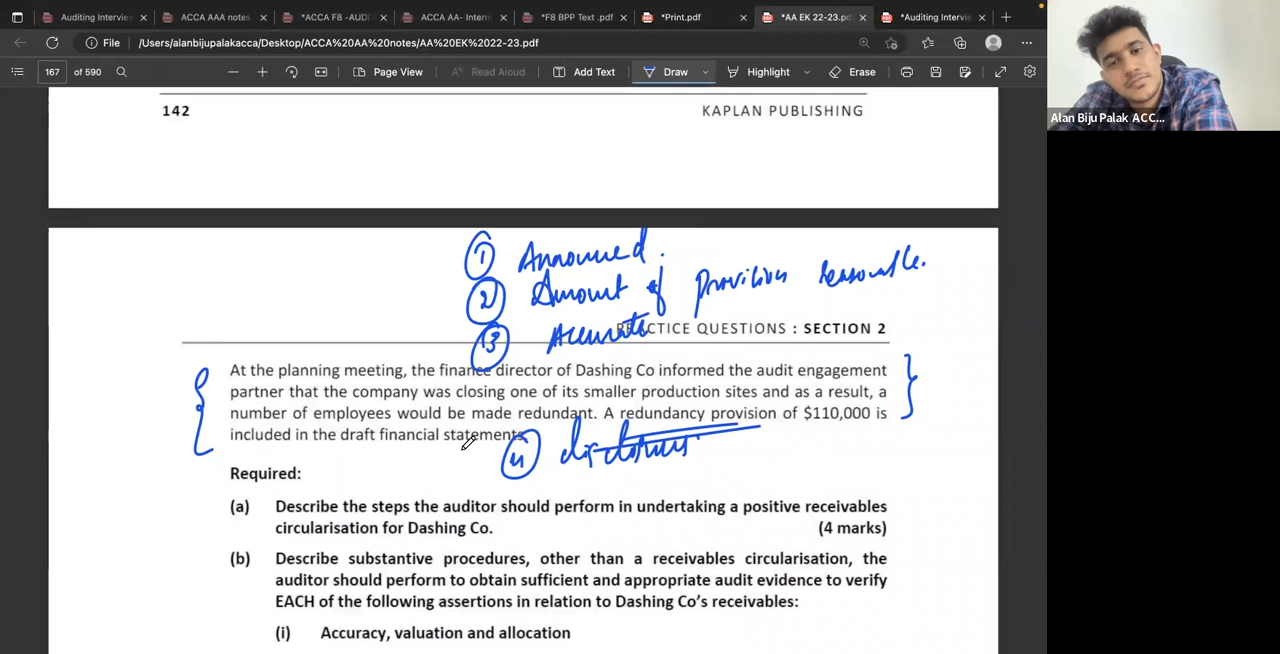 Auditing Intervie
ACCA AAA notes
*ACCA F8 -AUDI
ACCA AA- Intern
*F8 BPP Text .pdf
*Print.pdf
*AA EK 22-23.pd
*Auditing Intervie
File
/Users/alanbijupalakacca/Desktop/ACCA%20AA%20notes/AA%20EK%2022-23.pdf
167 of 590
Page View
Read Aloud
Add Text
Draw
Highlight
Erase
Alan Biju Palak ACC...
142 KAPLAN PUBLISHING
1 Announced.
2 Amount of provision reasonable.
3 Accurate
PRACTICE QUESTIONS : SECTION 2
At the planning meeting, the finance director of Dashing Co informed the audit engagement
partner that the company was closing one of its smaller production sites and as a result, a
number of employees would be made redundant. A redundancy provision of $110,000 is
included in the draft financial statements.
4 disclosures
Required:
(a) Describe the steps the auditor should perform in undertaking a positive receivables
circularisation for Dashing Co. (4 marks)
(b) Describe substantive procedures, other than a receivables circularisation, the
auditor should perform to obtain sufficient and appropriate audit evidence to verify
EACH of the following assertions in relation to Dashing Co's receivables:
(i) Accuracy, valuation and allocation